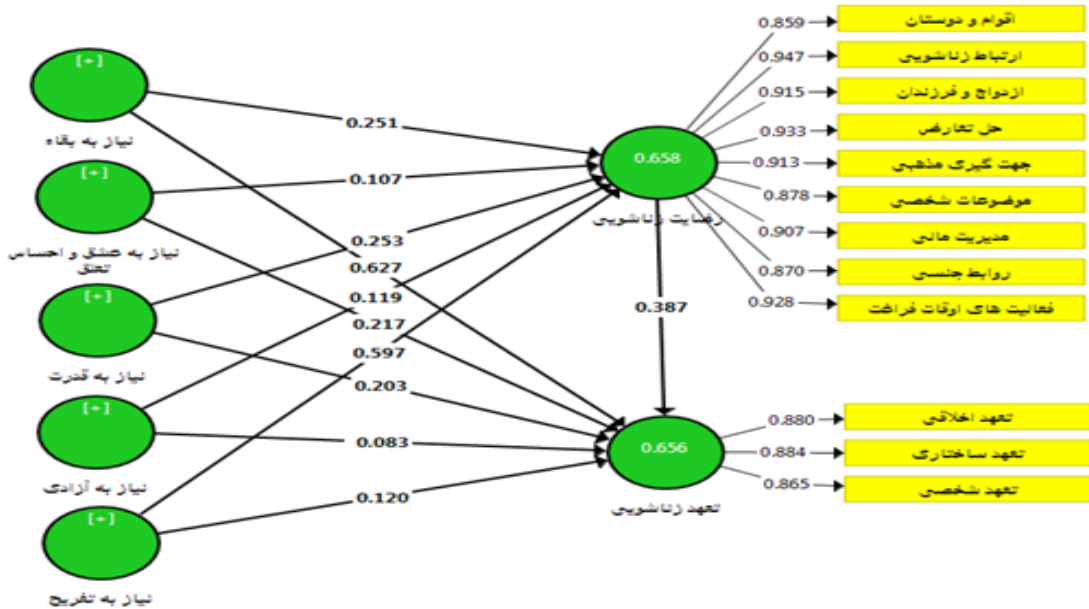 [+]
نیاز به بقاء
[+]
نیاز به عشق و احساس
تعلق
[+]
نیاز به قدرت
[+]
نیاز به آزادی
[+]
نیاز به تفریح
0.251
0.107
0.253
0.627
0.119
0.217
0.597
0.203
0.083
0.120
0.658
رضایت زناشویی
0.387
0.656
تعهد زناشویی
0.859
اقوام و دوستان
0.947
ارتباط زناشویی
0.915
ازدواج و فرزندان
0.933
حل تعارض
0.913
جهت گیری مذهبی
0.878
موضوعات شخصی
0.907
مدیریت مالی
0.870
روابط جنسی
0.928
فعالیت های اوقات فراغت
0.880
تعهد اخلاقی
0.884
تعهد ساختاری
0.865
تعهد شخصی